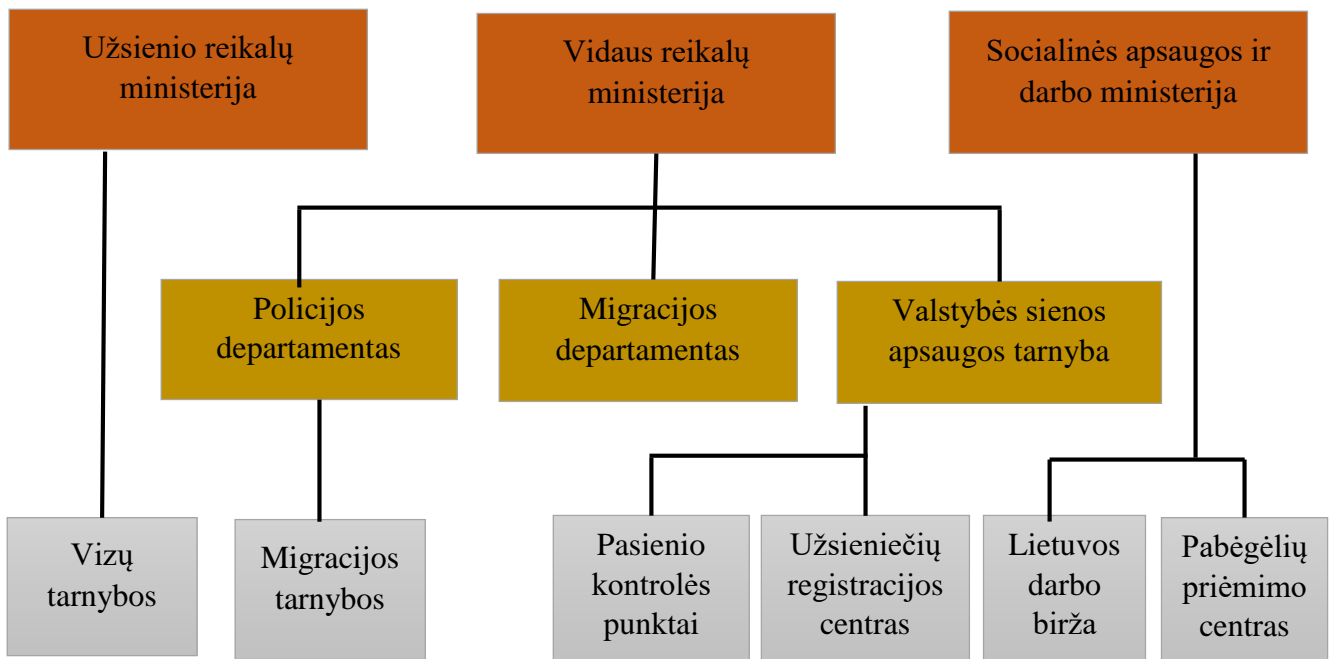 Užsienio reikalų
ministerija
Vidaus reikalų
ministerija
Socialinės apsaugos ir
darbo ministerija
Policijos
departamentas
Migracijos
departamentas
Valstybės sienos
apsaugos tarnyba
Vizų
tarnybos
Migracijos
tarnybos
Pasienio
kontrolės
punktai
Užsieniečių
registracijos
centras
Lietuvos
darbo
birža
Pabėgėlių
priėmimo
centras